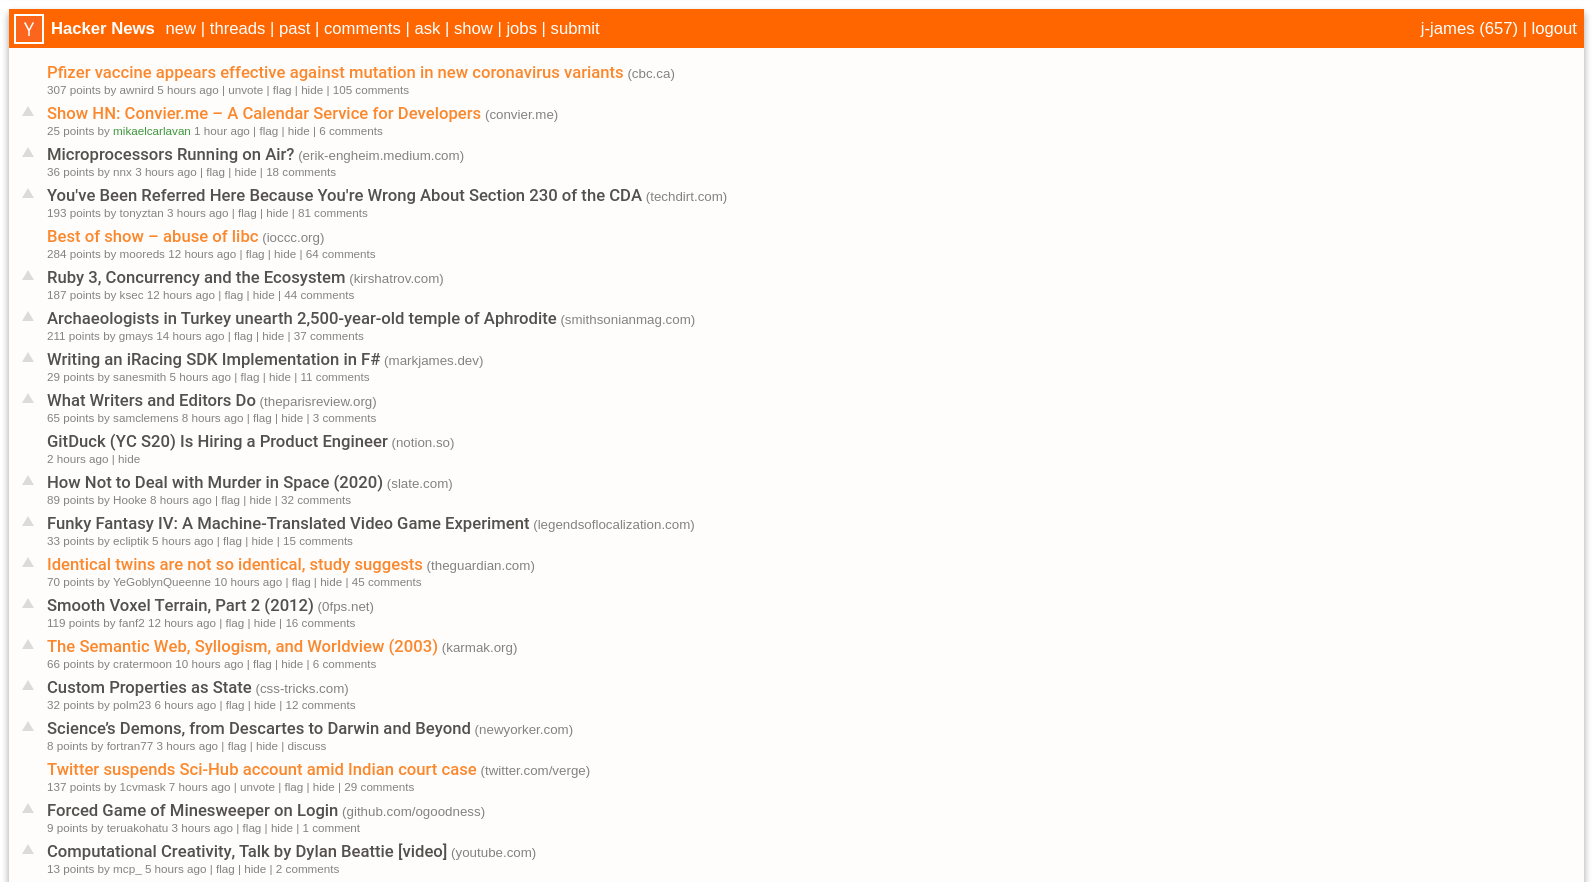 Y Hacker News new | threads | past | comments | ask | show | jobs | submit j-james (657) | logout
Pfizer vaccine appears effective against mutation in new coronavirus variants (cbc.ca)
307 points by awnird 5 hours ago | unvote | flag | hide | 105 comments
Show HN: Convier.me – A Calendar Service for Developers (convier.me)
25 points by mikaelcarlavan 1 hour ago | flag | hide | 6 comments
Microprocessors Running on Air? (erik-engheim.medium.com)
36 points by nnx 3 hours ago | flag | hide | 18 comments
You've Been Referred Here Because You're Wrong About Section 230 of the CDA (techdirt.com)
193 points by tonyztan 3 hours ago | flag | hide | 81 comments
Best of show – abuse of libc (ioccc.org)
284 points by mooreds 12 hours ago | flag | hide | 64 comments
Ruby 3, Concurrency and the Ecosystem (kirshatrov.com)
187 points by ksec 12 hours ago | flag | hide | 44 comments
Archaeologists in Turkey unearth 2,500-year-old temple of Aphrodite (smithsonianmag.com)
211 points by gmays 14 hours ago | flag | hide | 37 comments
Writing an iRacing SDK Implementation in F# (markjames.dev)
29 points by sanesmith 5 hours ago | flag | hide | 11 comments
What Writers and Editors Do (theparisreview.org)
65 points by samclemens 8 hours ago | flag | hide | 3 comments
GitDuck (YC S20) Is Hiring a Product Engineer (notion.so)
2 hours ago | hide
How Not to Deal with Murder in Space (2020) (slate.com)
89 points by Hooke 8 hours ago | flag | hide | 32 comments
Funky Fantasy IV: A Machine-Translated Video Game Experiment (legendsoflocalization.com)
33 points by ecliptik 5 hours ago | flag | hide | 15 comments
Identical twins are not so identical, study suggests (theguardian.com)
70 points by YeGoblynQueenne 10 hours ago | flag | hide | 45 comments
Smooth Voxel Terrain, Part 2 (2012) (0fps.net)
119 points by fanf2 12 hours ago | flag | hide | 16 comments
The Semantic Web, Syllogism, and Worldview (2003) (karmak.org)
66 points by cratermoon 10 hours ago | flag | hide | 6 comments
Custom Properties as State (css-tricks.com)
32 points by polm23 6 hours ago | flag | hide | 12 comments
Science’s Demons, from Descartes to Darwin and Beyond (newyorker.com)
8 points by fortran77 3 hours ago | flag | hide | discuss
Twitter suspends Sci-Hub account amid Indian court case (twitter.com/verge)
137 points by 1cvmask 7 hours ago | unvote | flag | hide | 29 comments
Forced Game of Minesweeper on Login (github.com/ogoodness)
9 points by teruakohatu 3 hours ago | flag | hide | 1 comment
Computational Creativity, Talk by Dylan Beattie [video] (youtube.com)
13 points by mcp_ 5 hours ago | flag | hide | 2 comments